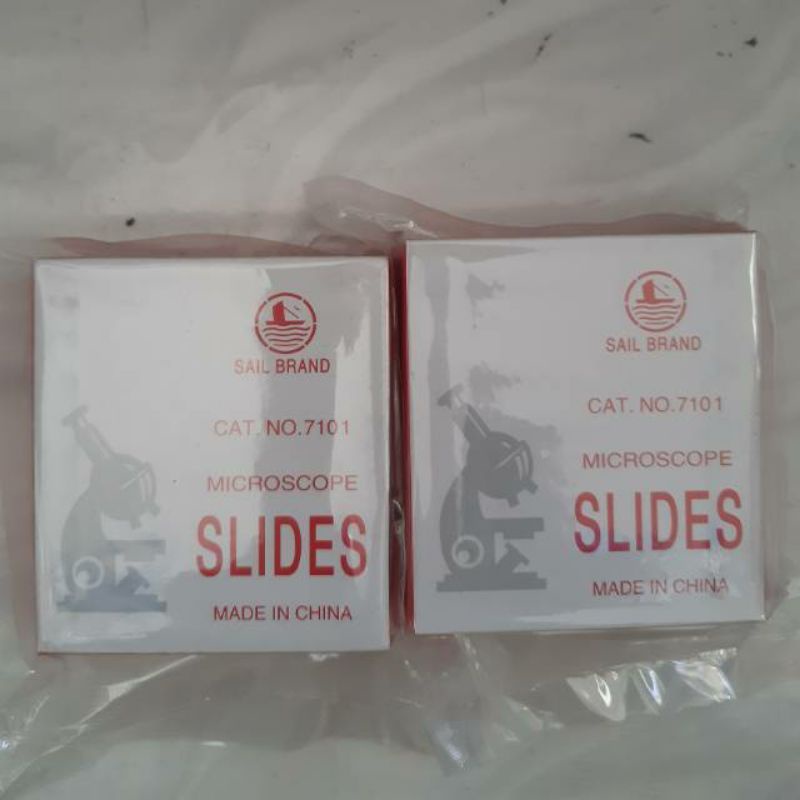 SAIL BRAND
CAT. NO.7101
MICROSCOPE
SLIDES
MADE IN CHINA
SAIL BRAND
CAT. NO.7101
MICROSCOPE
SLIDES
MADE IN CHINA